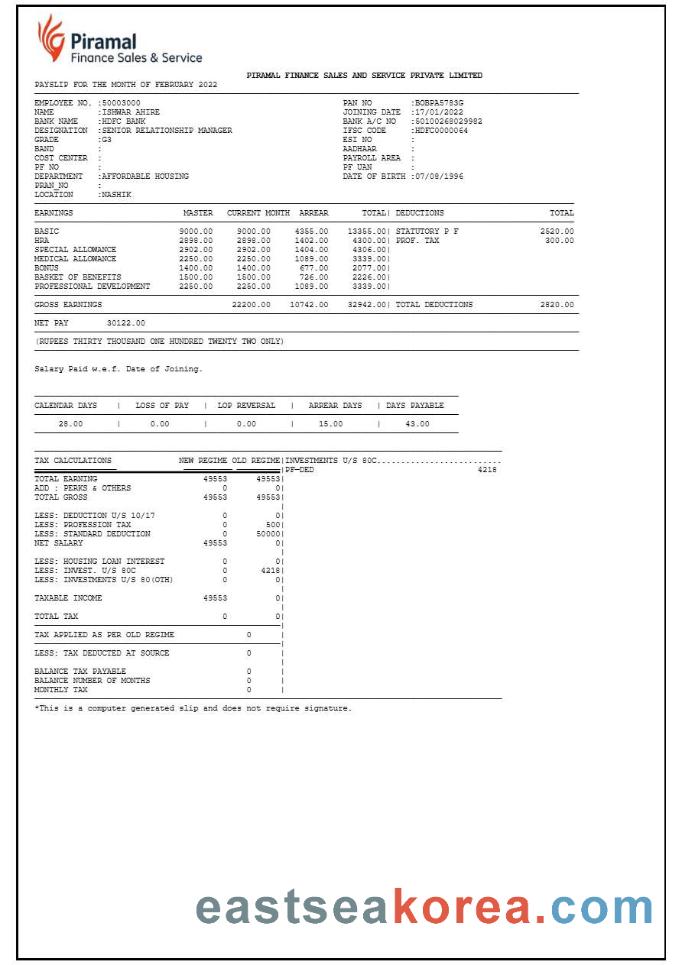 Piramal
Finance Sales & Service
PIRAMAL FINANCE SALES AND SERVICE PRIVATE LIMITED
PAYSLIP FOR THE MONTH OF FEBRUARY 2022
EMPLOYEE NO. :50003000 PAN NO :BOBPA5783G
NAME :ISHWAR AHIRE JOINING DATE :17/01/2022
BANK NAME :HDFC BANK BANK A/C NO :50100268029982
DESIGNATION :SENIOR RELATIONSHIP MANAGER IFSC CODE :HDFC0000064
GRADE :G3 ESI NO :
BAND : AADHAAR :
COST CENTER : PAYROLL AREA :
PF NO : PF UAN :
DEPARTMENT :AFFORDABLE HOUSING DATE OF BIRTH :07/08/1996
PRAN_NO :
LOCATION :NASHIK
EARNINGS MASTER CURRENT MONTH ARREAR TOTAL| DEDUCTIONS TOTAL
BASIC 9000.00 9000.00 4355.00 13355.00| STATUTORY P F 2520.00
HRA 2898.00 2898.00 1402.00 4300.00| PROF. TAX 300.00
SPECIAL ALLOWANCE 2902.00 2902.00 1404.00 4306.00|
MEDICAL ALLOWANCE 2250.00 2250.00 1089.00 3339.00|
BONUS 1400.00 1400.00 677.00 2077.00|
BASKET OF BENEFITS 1500.00 1500.00 726.00 2226.00|
PROFESSIONAL DEVELOPMENT 2250.00 2250.00 1089.00 3339.00|
GROSS EARNINGS 22200.00 10742.00 32942.00| TOTAL DEDUCTIONS 2820.00
NET PAY 30122.00
(RUPEES THIRTY THOUSAND ONE HUNDRED TWENTY TWO ONLY)
Salary Paid w.e.f. Date of Joining.
CALENDAR DAYS | LOSS OF PAY | LOP REVERSAL | ARREAR DAYS | DAYS PAYABLE
28.00 | 0.00 | 0.00 | 15.00 | 43.00
TAX CALCULATIONS NEW REGIME OLD REGIME|INVESTMENTS U/S 80C..........................
|PF-DED 4218
TOTAL EARNING 49553 49553|
ADD : PERKS & OTHERS 0 0|
TOTAL GROSS 49553 49553|
LESS: DEDUCTION U/S 10/17 0 0|
LESS: PROFESSION TAX 0 500|
LESS: STANDARD DEDUCTION 0 50000|
NET SALARY 49553 0|
LESS: HOUSING LOAN INTEREST 0 0|
LESS: INVEST. U/S 80C 0 4218|
LESS: INVESTMENTS U/S 80(OTH) 0 0|
TAXABLE INCOME 49553 0|
TOTAL TAX 0 0|
TAX APPLIED AS PER OLD REGIME 0 |
LESS: TAX DEDUCTED AT SOURCE 0 |
BALANCE TAX PAYABLE 0 |
BALANCE NUMBER OF MONTHS 0 |
MONTHLY TAX 0 |
*This is a computer generated slip and does not require signature.
eastseakorea.com